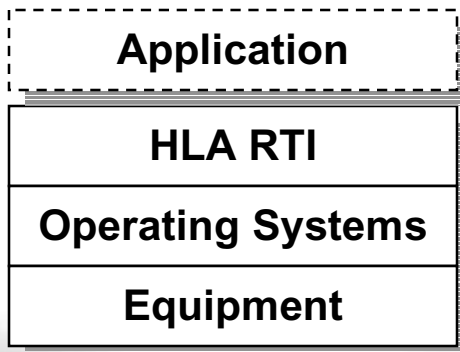 Application
HLA RTI
Operating Systems
Equipment